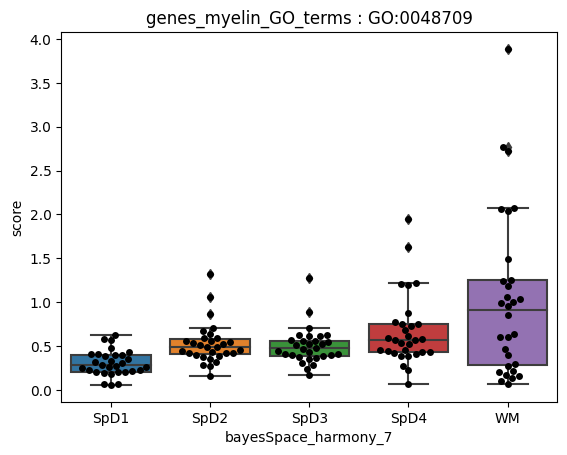 genes_myelin_GO_terms : GO:0048709
4.0
3.5
3.0
2.5
2.0
1.5
1.0
0.5
0.0
score
SpD1 SpD2 SpD3 SpD4 WM
bayesSpace_harmony_7